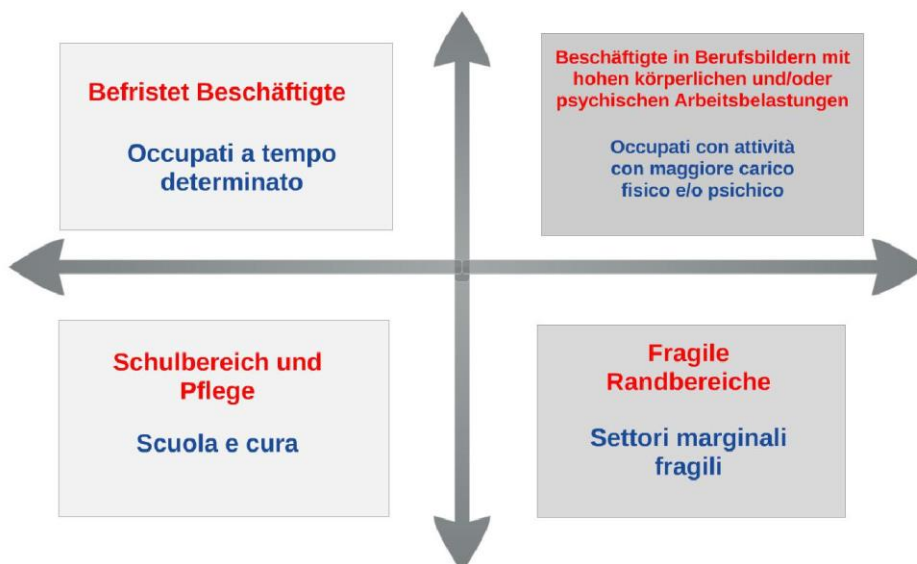 Befristet Beschäftigte
Occupati a tempo
determinato
Beschäftigte in Berufsbildern mit
hohen körperlichen und/oder
psychischen Arbeitsbelastungen
Occupati con attività
con maggiore carico
fisico e/o psichico
Schulbereich und
Pflege
Scuola e cura
Fragile
Randbereiche
Settori marginali
fragili